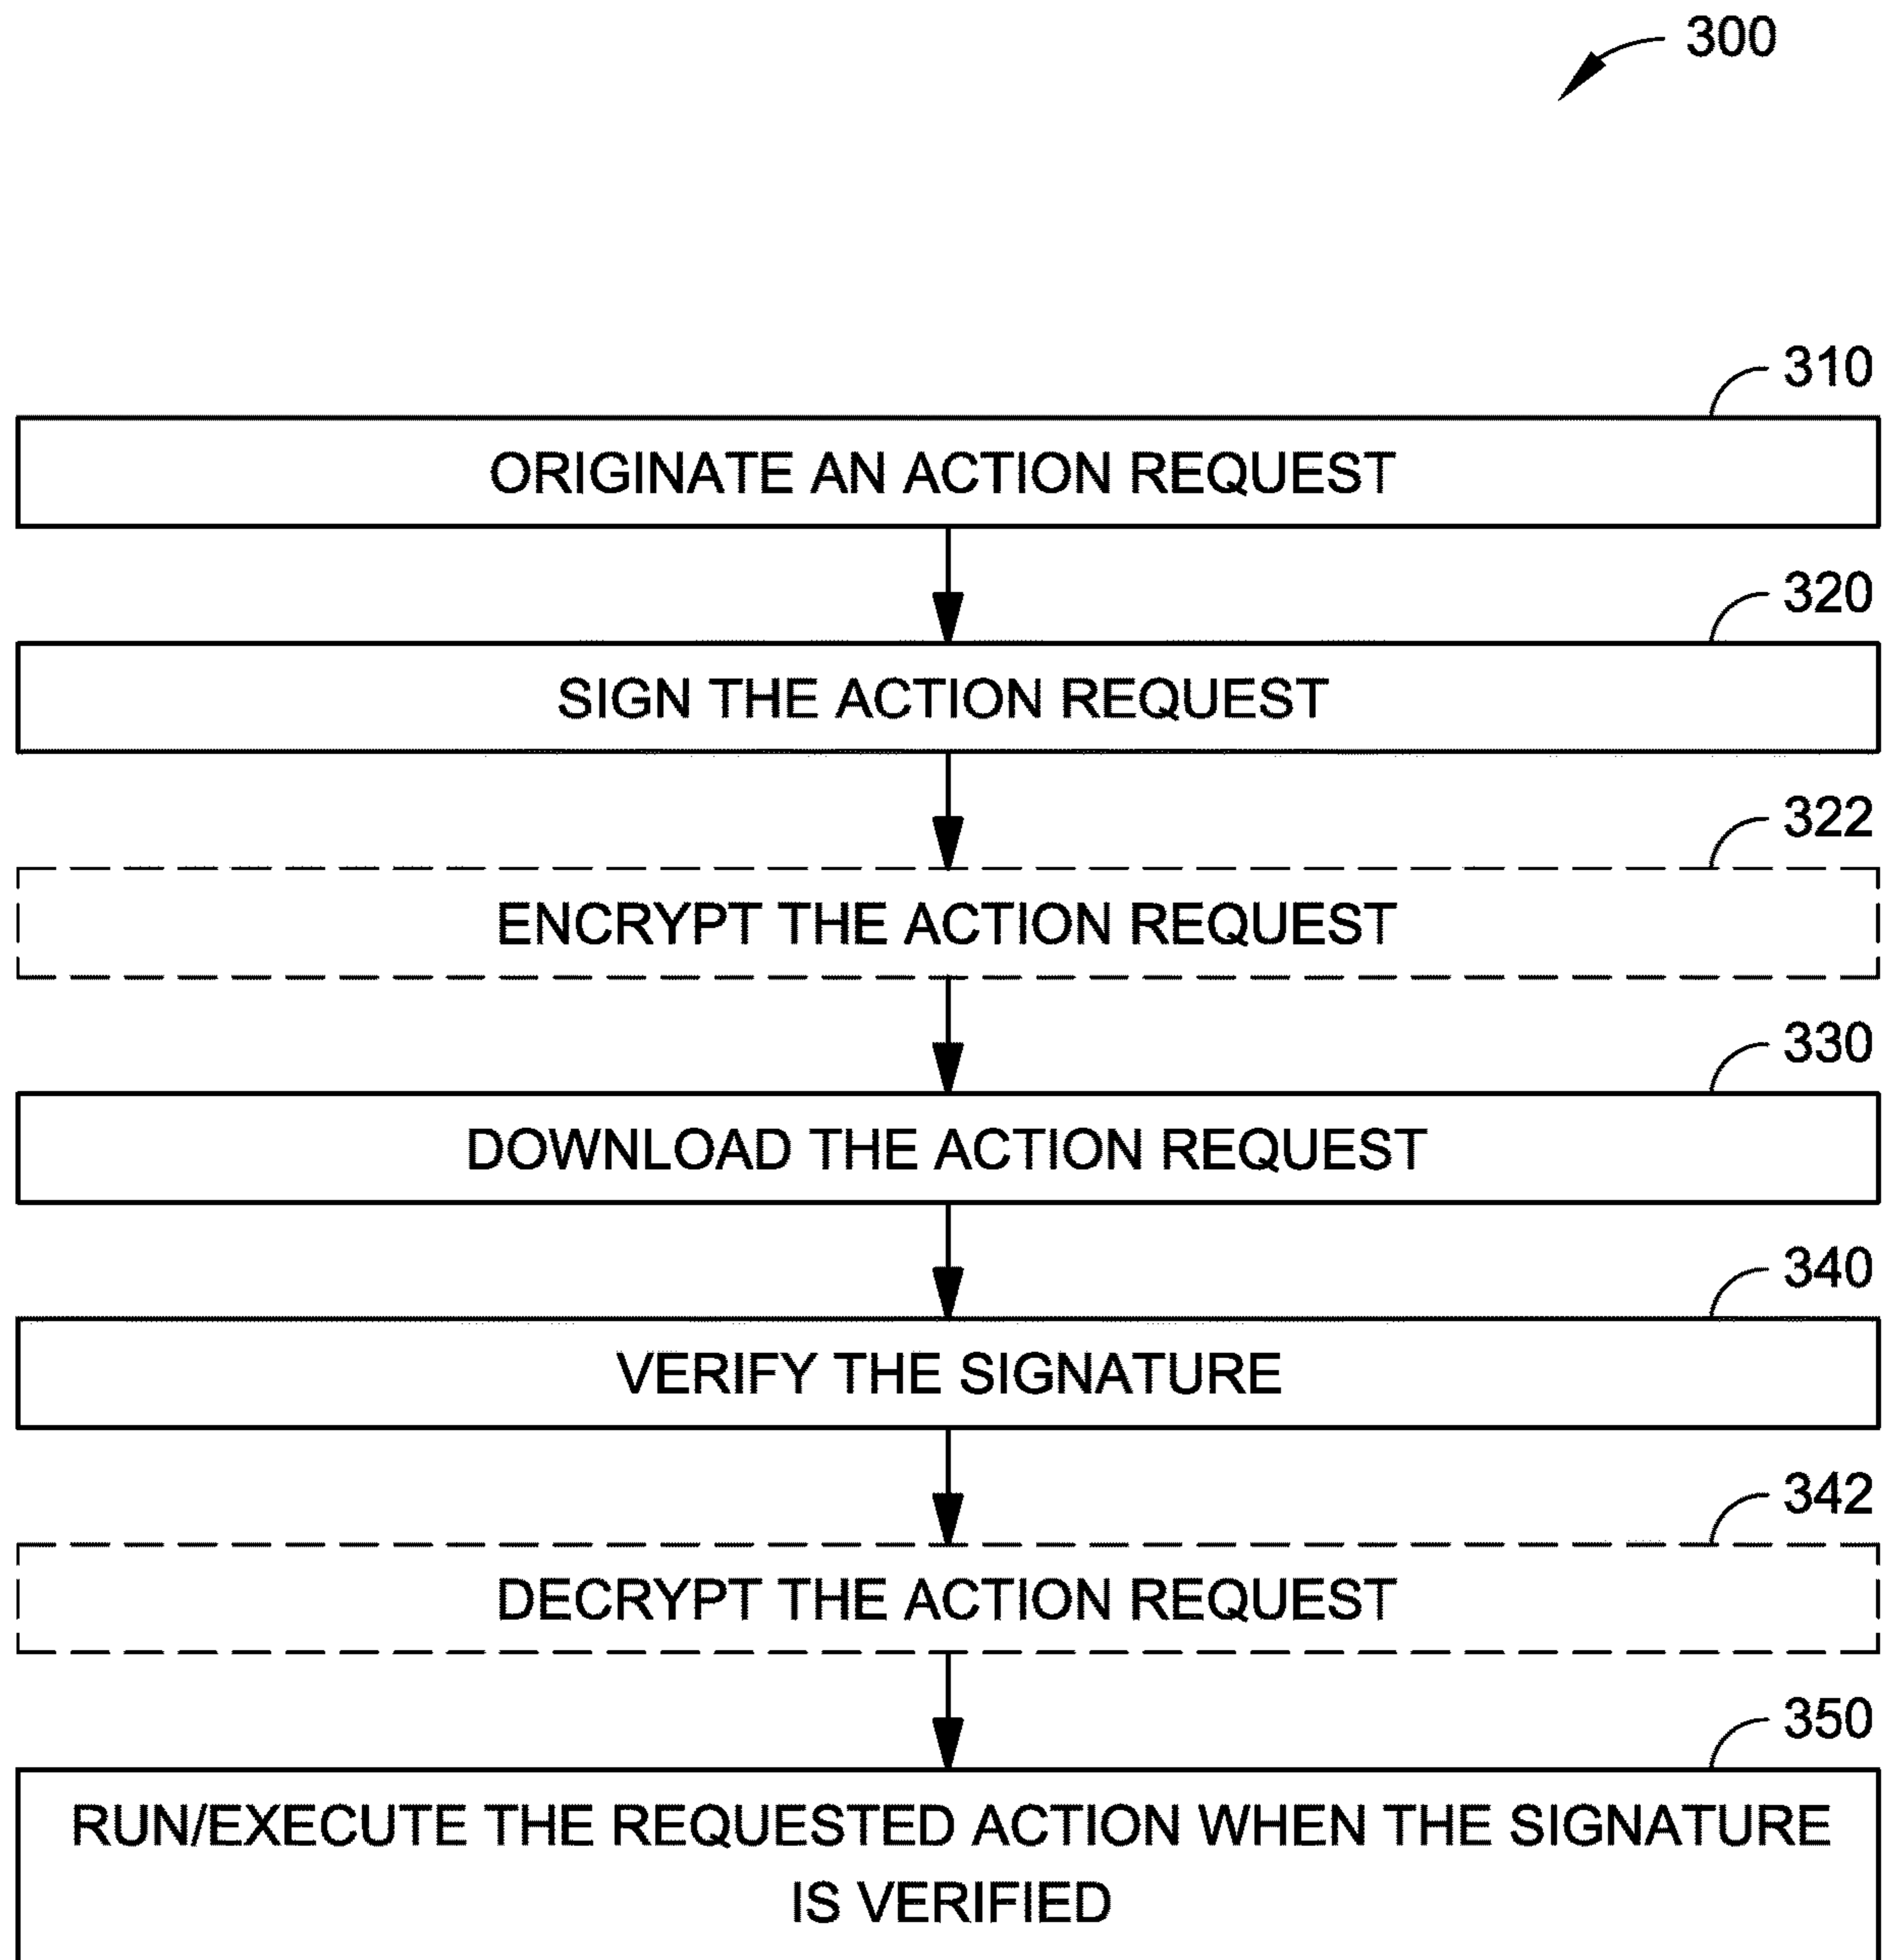 300
310
ORIGINATE AN ACTION REQUEST
320
SIGN THE ACTION REQUEST
322
ENCRYPT THE ACTION REQUEST
330
DOWNLOAD THE ACTION REQUEST
340
VERIFY THE SIGNATURE
342
DECRYPT THE ACTION REQUEST
350
RUN/EXECUTE THE REQUESTED ACTION WHEN THE SIGNATURE
IS VERIFIED